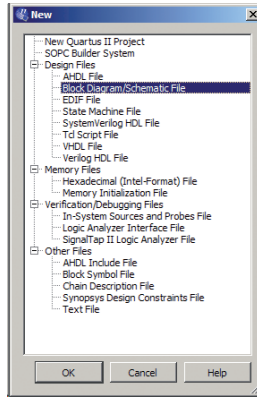 New
New Quartus II Project
SOPC Builder System
Design Files
AHDL File
Block Diagram/Schematic File
EDIF File
State Machine File
SystemVerilog HDL File
Tcl Script File
VHDL File
Verilog HDL File
Memory Files
Hexadecimal (Intel-Format) File
Memory Initialization File
Verification/Debugging Files
In-System Sources and Probes File
Logic Analyzer Interface File
SignalTap II Logic Analyzer File
Other Files
AHDL Include File
Block Symbol File
Chain Description File
Synopsys Design Constraints File
Text File
OK Cancel Help